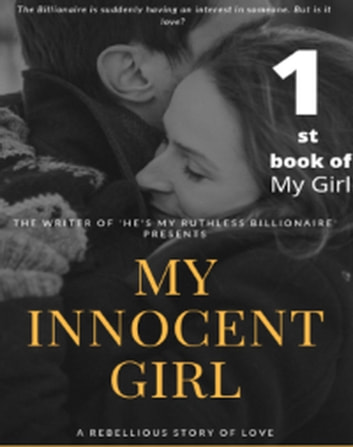 The Billionaire is suddenly having an interest in someone. But is it
love?
1
st
book of
My Girl
THE WRITER OF 'HE'S MY RUTHLESS BILLIONAIRE'
PRESENTS
MY
INNOCENT
GIRL
A REBELLIOUS STORY OF LOVE